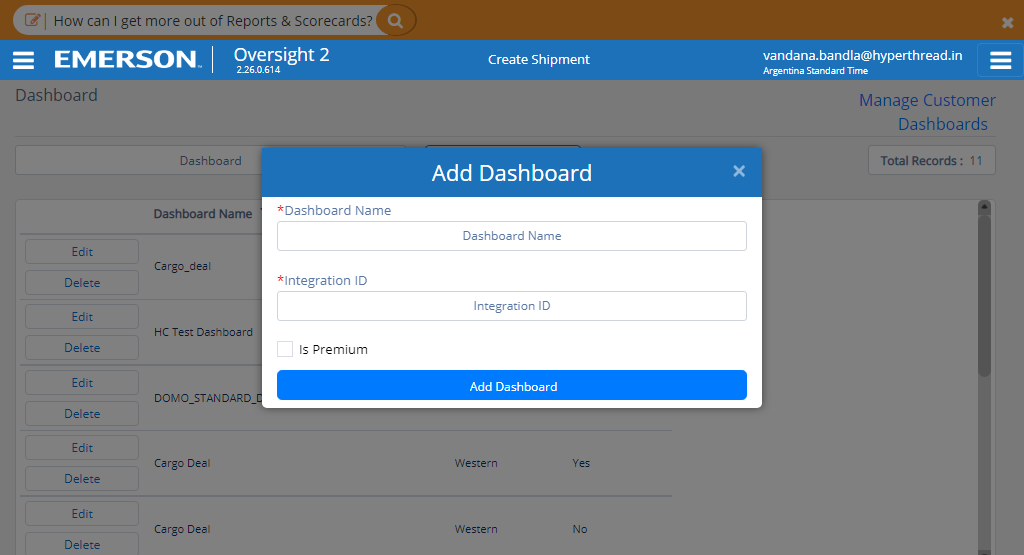 How can I get more out of Reports & Scorecards?
EMERSON
Oversight 2
2.26.0.614
Create Shipment
vandana.bandla@hyperthread.in
Argentina Standard Time
Dashboard
Manage Customer
Dashboards
Dashboard
Total Records : 11
Add Dashboard
×
*Dashboard Name
Dashboard Name
*Integration ID
Integration ID
Is Premium
Add Dashboard
Dashboard Name
Edit
Delete
Cargo_deal
Edit
Delete
HC Test Dashboard
Edit
Delete
DOMO_STANDARD_D
Edit
Delete
Cargo Deal Western Yes
Edit
Delete
Cargo Deal Western No